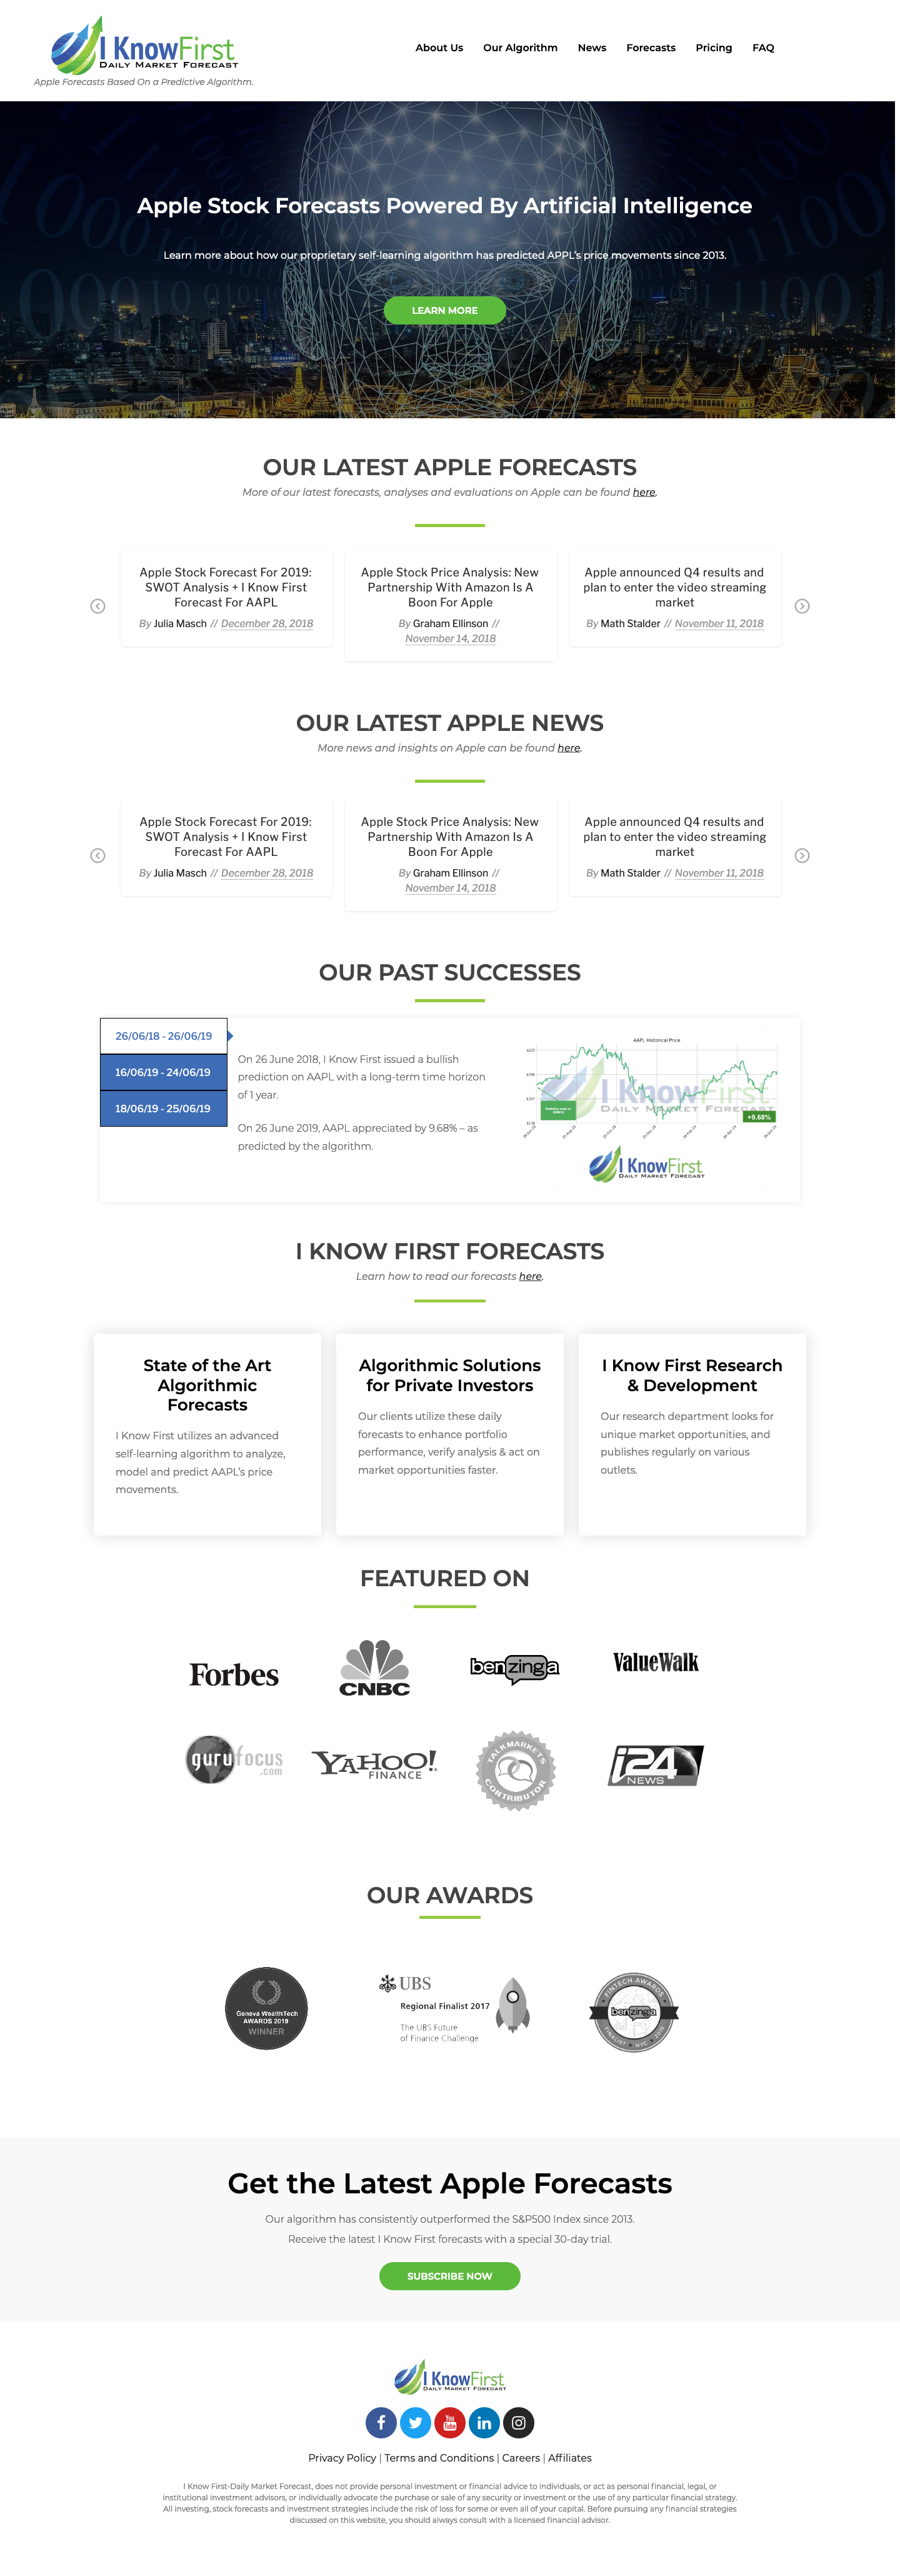 I KnowFirst
DAILY MARKET FORECAST
Apple Forecasts Based On a Predictive Algorithm.
About Us Our Algorithm News Forecasts Pricing FAQ
Apple Stock Forecasts Powered By Artificial Intelligence
Learn more about how our proprietary self-learning algorithm has predicted APPL's price movements since 2013.
LEARN MORE
OUR LATEST APPLE FORECASTS
More of our latest forecasts, analyses and evaluations on Apple can be found here.
Apple Stock Forecast For 2019:
SWOT Analysis + I Know First
Forecast For AAPL
By Julia Masch // December 28, 2018
Apple Stock Price Analysis: New
Partnership With Amazon Is A
Boon For Apple
By Graham Ellinson //
November 14, 2018
Apple announced Q4 results and
plan to enter the video streaming
market
By Math Stalder // November 11, 2018
OUR LATEST APPLE NEWS
More news and insights on Apple can be found here.
Apple Stock Forecast For 2019:
SWOT Analysis + I Know First
Forecast For AAPL
By Julia Masch // December 28, 2018
Apple Stock Price Analysis: New
Partnership With Amazon Is A
Boon For Apple
By Graham Ellinson //
November 14, 2018
Apple announced Q4 results and
plan to enter the video streaming
market
By Math Stalder // November 11, 2018
OUR PAST SUCCESSES
26/06/18 - 26/06/19
16/06/19 - 24/06/19
18/06/19 - 25/06/19
On 26 June 2018, I Know First issued a bullish
prediction on AAPL with a long-term time horizon
of 1 year.
On 26 June 2019, AAPL appreciated by 9.68% – as
predicted by the algorithm.
AAPL Historical Price
I KnowFirst
DAILY MARKET FORECAST
+9.68%
I KnowFirst
DAILY MARKET FORECAST
I KNOW FIRST FORECASTS
Learn how to read our forecasts here.
State of the Art
Algorithmic
Forecasts
I Know First utilizes an advanced
self-learning algorithm to analyze,
model and predict AAPL's price
movements.
Algorithmic Solutions
for Private Investors
Our clients utilize these daily
forecasts to enhance portfolio
performance, verify analysis & act on
market opportunities faster.
I Know First Research
& Development
Our research department looks for
unique market opportunities, and
publishes regularly on various
outlets.
FEATURED ON
Forbes
CNBC
benzinga
ValueWalk
gurufocus
.com
YAHOO!
FINANCE
TALKMARKETS
CONTRIBUTOR
i24
NEWS
OUR AWARDS
Geneva WealthTech
AWARDS 2019
WINNER
UBS
Regional Finalist 2017
The UBS Future
of Finance Challenge
FINTECH AWARDS
benzinga
FINALIST NYC 2016
Get the Latest Apple Forecasts
Our algorithm has consistently outperformed the S&P500 Index since 2013.
Receive the latest I Know First forecasts with a special 30-day trial.
SUBSCRIBE NOW
I KnowFirst
DAILY MARKET FORECAST
You
Tube
in
Privacy Policy | Terms and Conditions | Careers | Affiliates
I Know First-Daily Market Forecast, does not provide personal investment or financial advice to individuals, or act as personal financial, legal, or
institutional investment advisors, or individually advocate the purchase or sale of any security or investment or the use of any particular financial strategy.
All investing, stock forecasts and investment strategies include the risk of loss for some or even all of your capital. Before pursuing any financial strategies
discussed on this website, you should always consult with a licensed financial advisor.